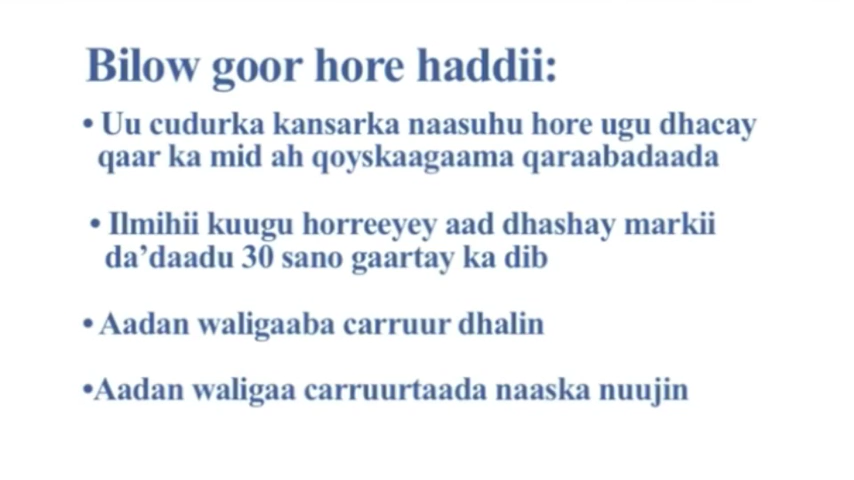 Bilow goor hore haddii:
• Uu cudurka kansarka naasuhu hore ugu dhacay
qaar ka mid ah qoyskaagaama qaraabadaada
• Ilmihii kuugu horreeyey aad dhashay markii
da’daadu 30 sano gaartay ka dib
• Aadan waligaaba carruur dhalin
•Aadan waligaa carruurtaada naaska nuujin